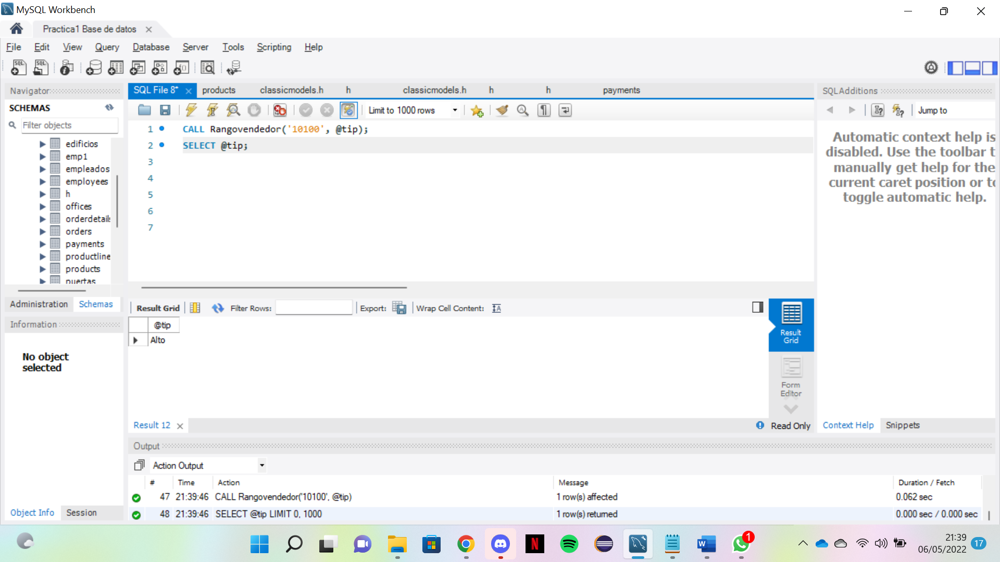 MySQL Workbench
Practica1 Base de datos
File Edit View Query Database Server Tools Scripting Help
Navigator
SCHEMAS
Filter objects
edificios
emp1
empleados
employees
h
offices
orderdetails
orders
payments
productline
products
puertas
Administration Schemas
Information
No object
selected
Object Info Session
SQL File 8* products classicmodels.h h classicmodels.h h h payments
Limit to 1000 rows
1 CALL Rangovendedor('10100', @tip);
2 SELECT @tip;
3
4
5
6
7
Result Grid Filter Rows: Export: Wrap Cell Content:
@tip
Alto
Result
Grid
Form
Editor
Result 12 Read Only
SQLAdditions
Jump to
Automatic context help is
disabled. Use the toolbar t
manually get help for the
current caret position or to
toggle automatic help.
Context Help Snippets
Output
Action Output
# Time Action Message Duration / Fetch
47 21:39:46 CALL Rangovendedor('10100', @tip) 1 row(s) affected 0.062 sec
48 21:39:46 SELECT @tip LIMIT 0, 1000 1 row(s) returned 0.000 sec / 0.000 sec
1
21:39
06/05/2022
17